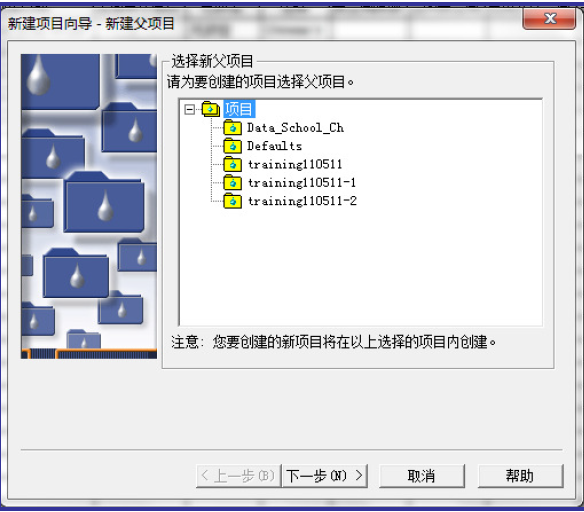 新建项目向导 - 新建父项目
选择新父项目
请为要创建的项目选择父项目。
项目
Data_School_Ch
Defaults
training110511
training110511-1
training110511-2
注意: 您要创建的新项目将在以上选择的项目内创建。
< 上一步(B) 下一步(N) > 取消 帮助